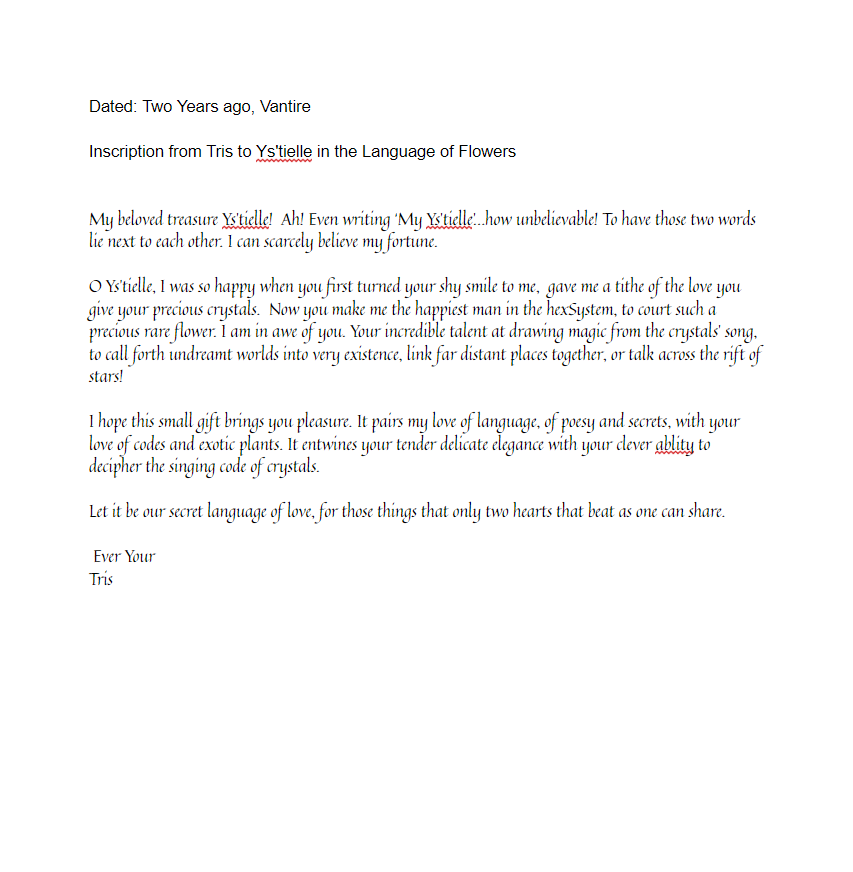 Dated: Two Years ago, Vantire
Inscription from Tris to Ys'tielle in the Language of Flowers
My beloved treasure Ys'tielle!  Ah! Even writing 'My Ys'tielle'...how unbelievable! To have those two words
lie next to each other. I can scarcely believe my fortune.
O Ys'tielle, I was so happy when you first turned your shy smile to me,  gave me a tithe of the love you
give your precious crystals.  Now you make me the happiest man in the hexSystem, to court such a
precious rare flower. I am in awe of you. Your incredible talent at drawing magic from the crystals' song,
to call forth undreamt worlds into very existence, link far distant places together, or talk across the rift of
stars!
I hope this small gift brings you pleasure. It pairs my love of language, of poesy and secrets, with your
love of codes and exotic plants. It entwines your tender delicate elegance with your clever ablity to
decipher the singing code of crystals.
Let it be our secret language of love, for those things that only two hearts that beat as one can share.
Ever Your
Tris